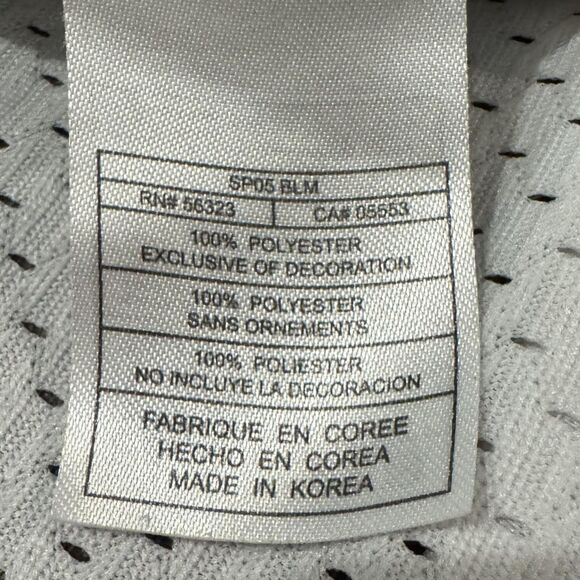 SP05 BLM
RN# 56323 CA# 05553
100% POLYESTER
EXCLUSIVE OF DECORATION
100% POLYESTER
SANS ORNEMENTS
100% POLIESTER
NO INCLUYE LA DECORACION
FABRIQUE EN COREE
HECHO EN COREA
MADE IN KOREA